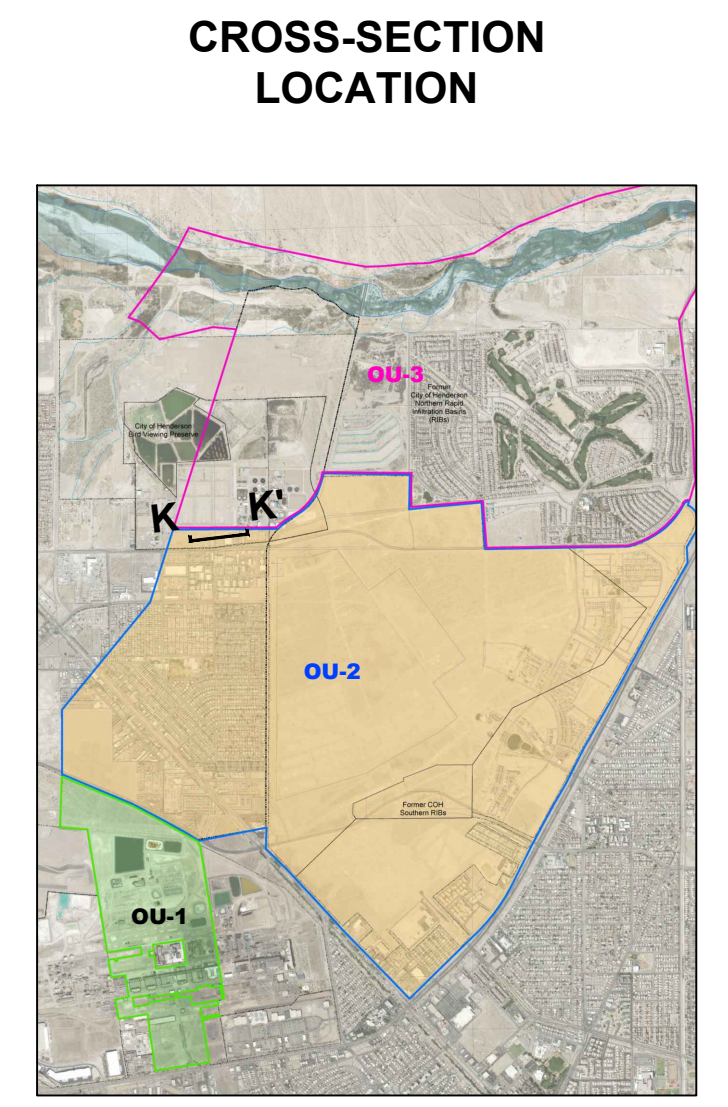 CROSS-SECTION
LOCATION
OU-3
Former
City of Henderson
Northern Rapid
Infiltration Basins
(RIBs)
City of Henderson
Bird Viewing Preserve
K
K'
OU-2
Former COH
Southern RIBs
OU-1